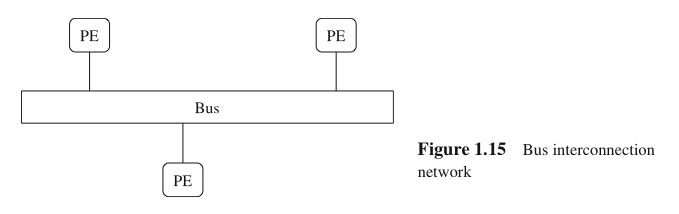 PE PE
Bus
PE
Figure 1.15 Bus interconnection
network